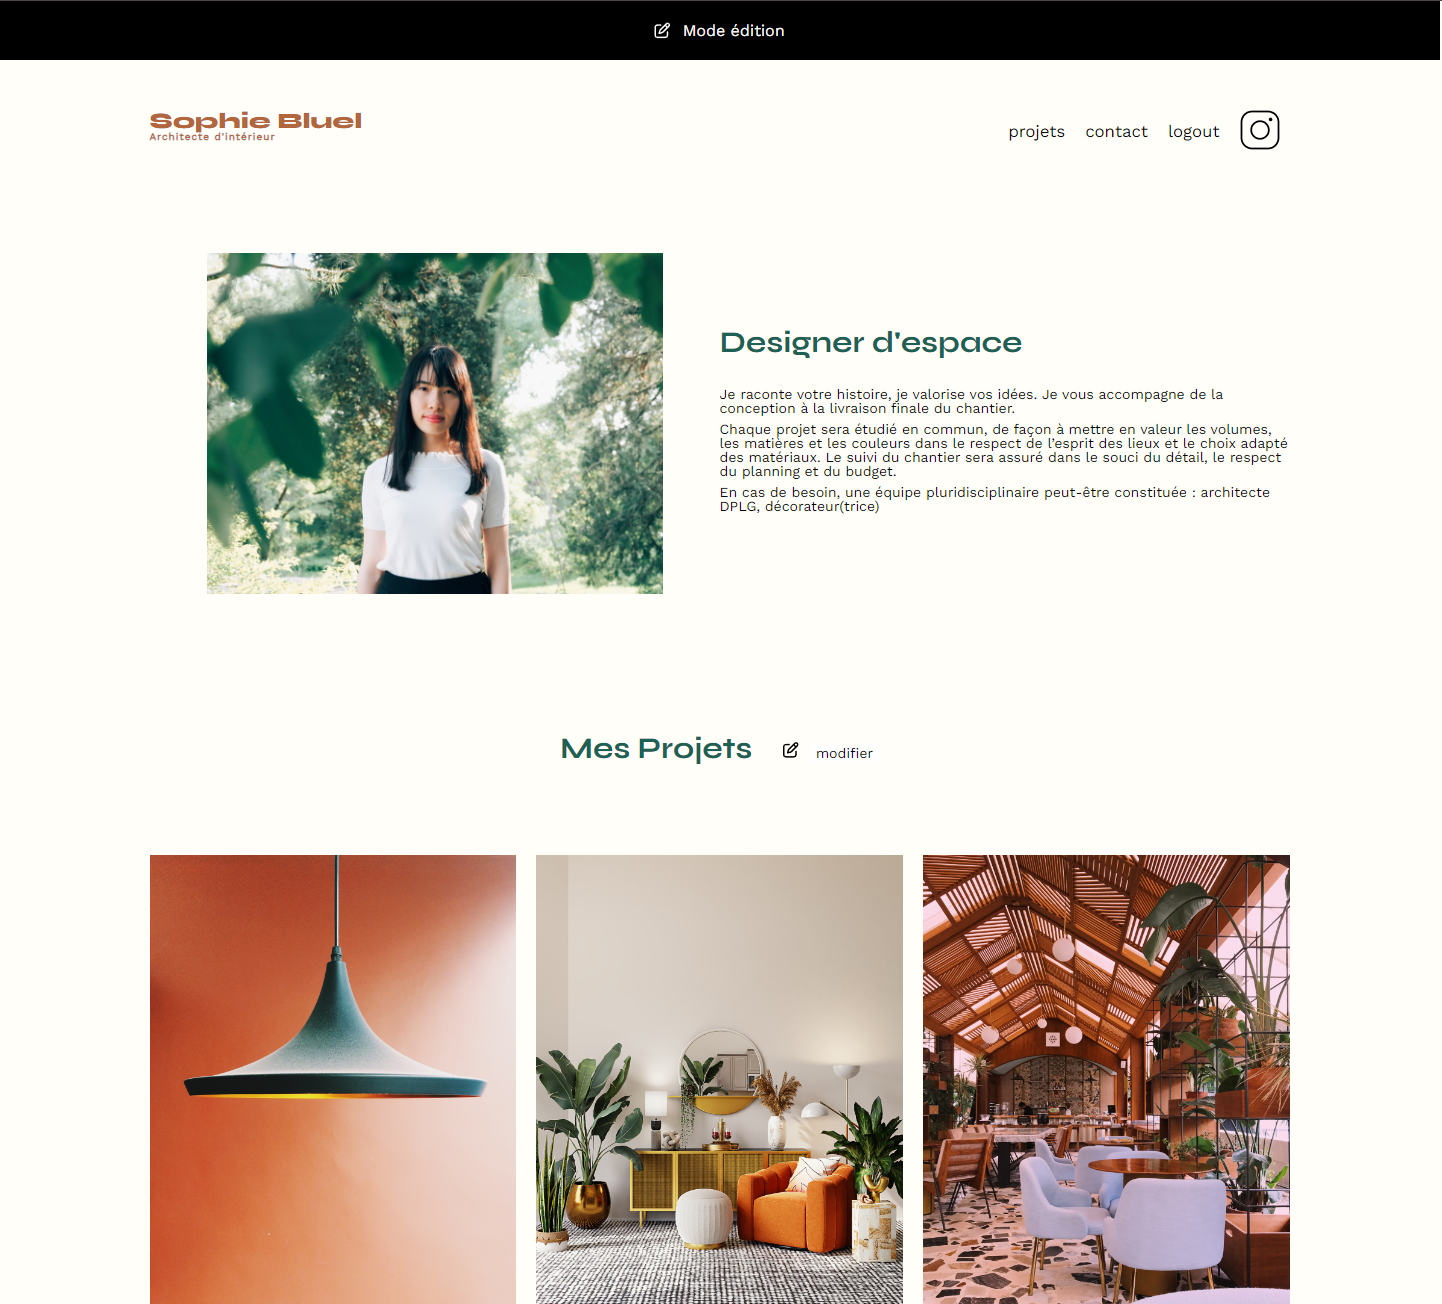 Mode édition
Sophie Bluel
Architecte d'intérieur
projets contact logout
Designer d'espace
Je raconte votre histoire, je valorise vos idées. Je vous accompagne de la
conception à la livraison finale du chantier.
Chaque projet sera étudié en commun, de façon à mettre en valeur les volumes,
les matières et les couleurs dans le respect de l’esprit des lieux et le choix adapté
des matériaux. Le suivi du chantier sera assuré dans le souci du détail, le respect
du planning et du budget.
En cas de besoin, une équipe pluridisciplinaire peut-être constituée : architecte
DPLG, décorateur(trice)
Mes Projets modifier